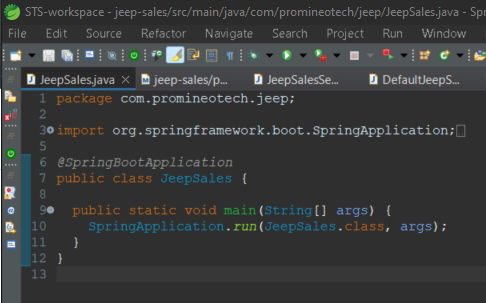 STS-workspace - jeep-sales/src/main/java/com/promineotech/jeep/JeepSales.java - Spr
File Edit Source Refactor Navigate Search Project Run Window
JeepSales.java jeep-sales/p... JeepSalesSe... DefaultJeepS...
1 package com.promineotech.jeep;
2
3 import org.springframework.boot.SpringApplication;
5
6 @SpringBootApplication
7 public class JeepSales {
8
9 public static void main(String[] args) {
10 SpringApplication.run(JeepSales.class, args);
11 }
12 }
13